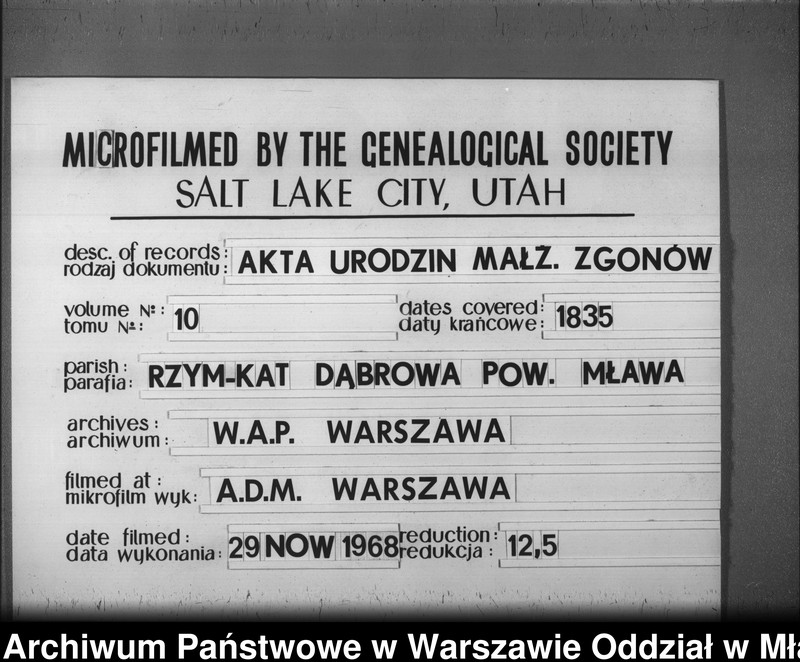 MICROFILMED BY THE GENEALOGICAL SOCIETY
SALT LAKE CITY, UTAH
desc. of records:
rodzaj dokumentu: AKTA URODZIN MAŁŻ. ZGONÓW
volume №: dates covered:
tomu №: 10 daty krańcowe: 1835
parish:
parafia: RZYM-KAT DĄBROWA POW. MŁAWA
archives:
archiwum: W.A.P. WARSZAWA
filmed at:
mikrofilm wyk: A.D.M. WARSZAWA
date filmed: reduction:
data wykonania: 29 NOW 1968 redukcja: 12,5
Archiwum Państwowe w Warszawie Oddział w Mła